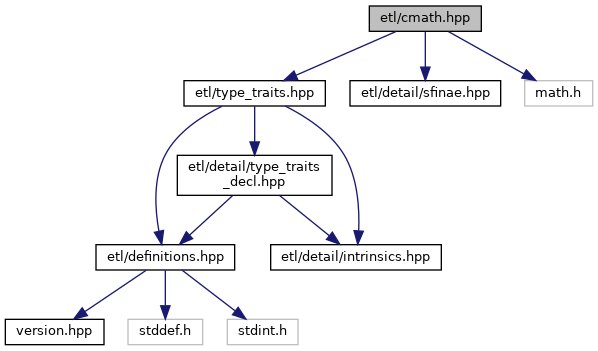 etl/cmath.hpp
etl/type_traits.hpp
etl/detail/sfinae.hpp
math.h
etl/detail/type_traits
_decl.hpp
etl/definitions.hpp
etl/detail/intrinsics.hpp
version.hpp
stddef.h
stdint.h